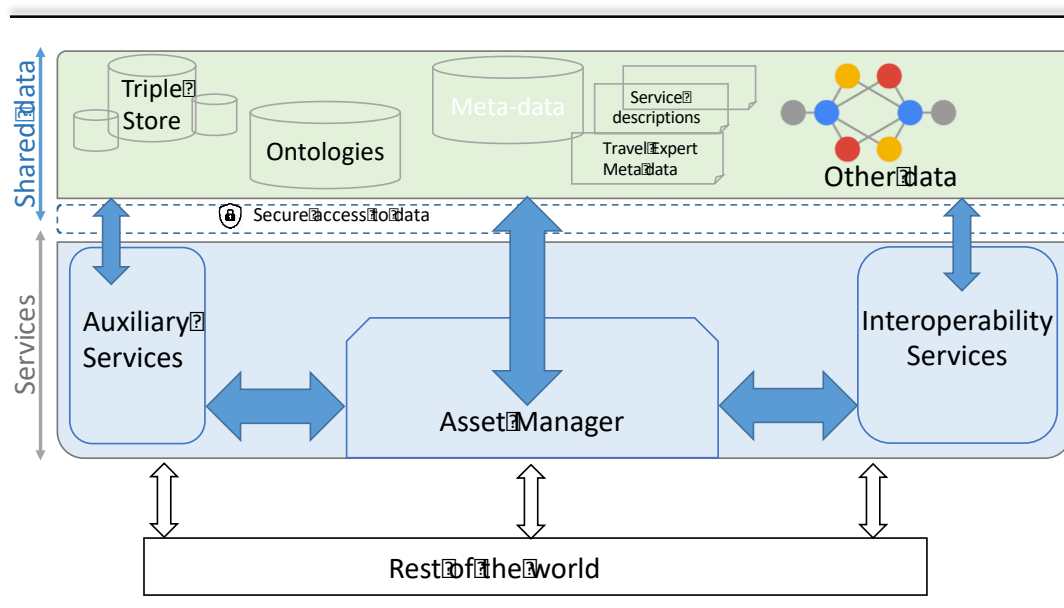 Shared data
Triple
Store
Ontologies
Meta-data
Service
descriptions
Travel Expert
Meta data
Other data
Secure access to data
Services
Auxiliary
Services
Asset Manager
Interoperability
Services
Rest of the world